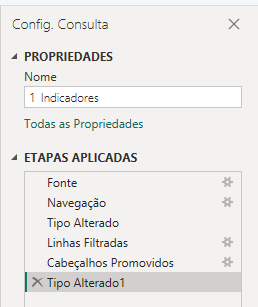 Config. Consulta
PROPRIEDADES
Nome
1 Indicadores
Todas as Propriedades
ETAPAS APLICADAS
Fonte
Navegação
Tipo Alterado
Linhas Filtradas
Cabeçalhos Promovidos
Tipo Alterado1